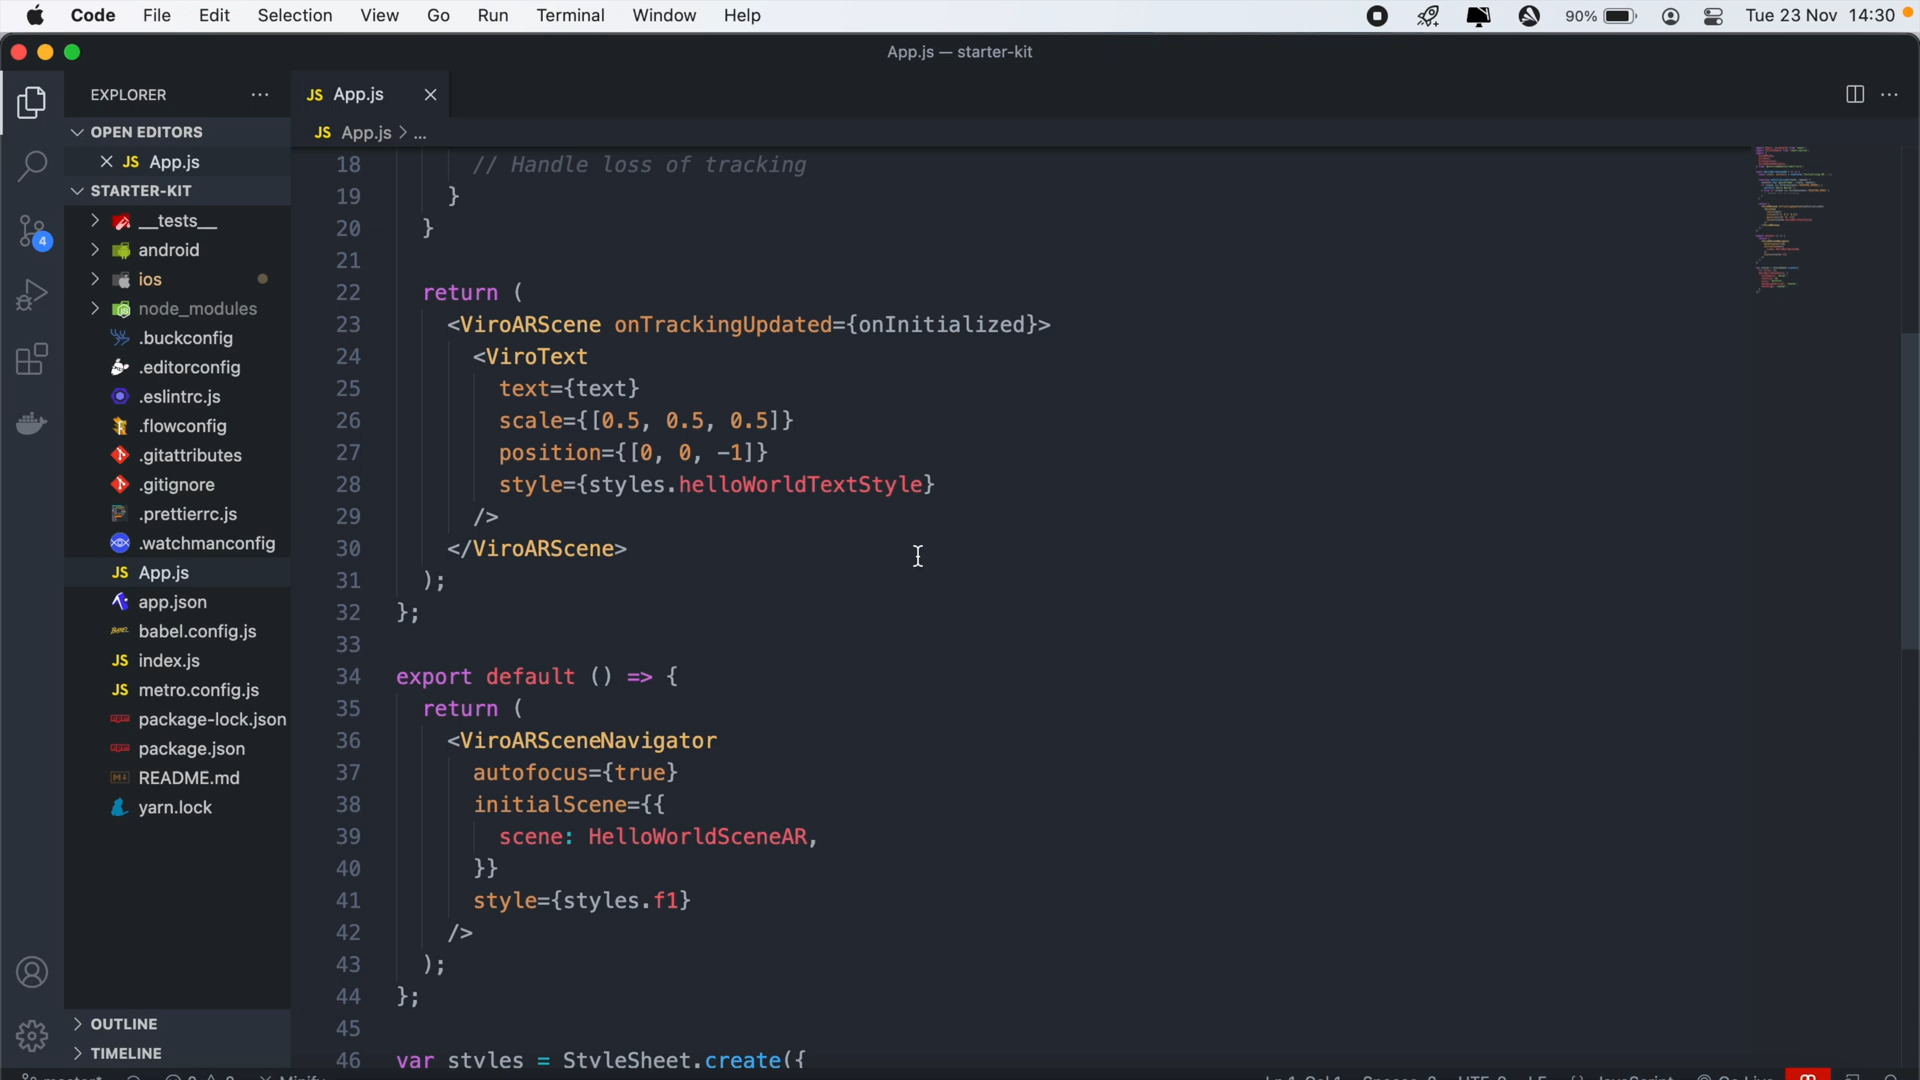 Code File Edit Selection View Go Run Terminal Window Help 90% Tue 23 Nov 14:30
App.js — starter-kit
EXPLORER
OPEN EDITORS
JS App.js
STARTER-KIT
__tests__
android
ios
node_modules
.buckconfig
.editorconfig
.eslintrc.js
.flowconfig
.gitattributes
.gitignore
.prettierrc.js
.watchmanconfig
JS App.js
app.json
babel.config.js
JS index.js
JS metro.config.js
package-lock.json
package.json
README.md
yarn.lock
OUTLINE
TIMELINE
4
JS App.js
JS App.js > ...
18 // Handle loss of tracking
19 }
20 }
21
22 return (
23 <ViroARScene onTrackingUpdated={onInitialized}>
24 <ViroText
25 text={text}
26 scale={[0.5, 0.5, 0.5]}
27 position={[0, 0, -1]}
28 style={styles.helloWorldTextStyle}
29 />
30 </ViroARScene>
31 );
32 };
33
34 export default () => {
35 return (
36 <ViroARSceneNavigator
37 autofocus={true}
38 initialScene={{
39 scene: HelloWorldSceneAR,
40 }}
41 style={styles.f1}
42 />
43 );
44 };
45
46 var styles = StyleSheet.create({